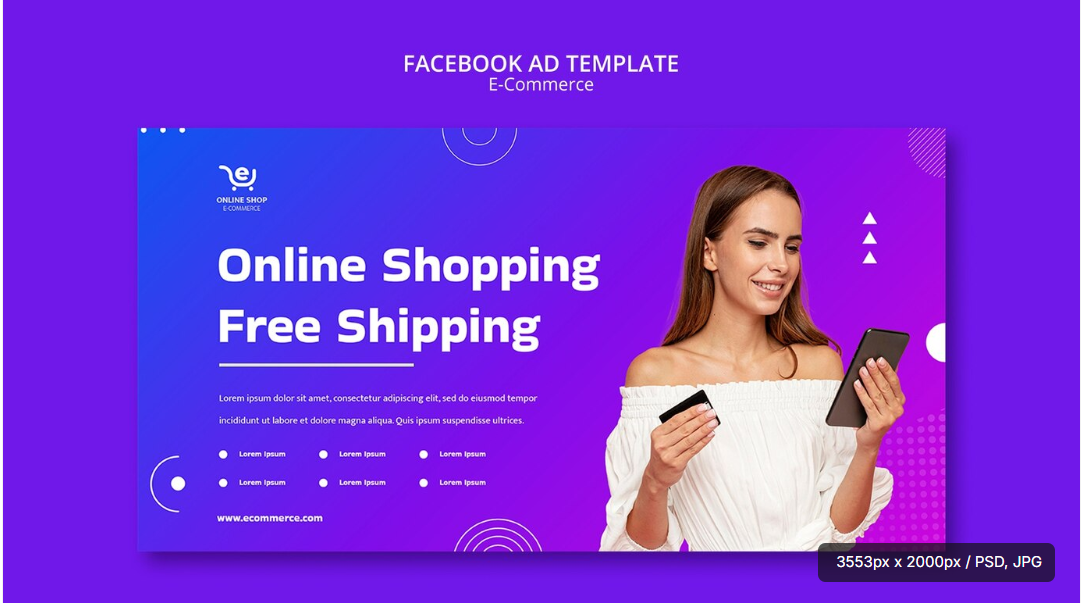 FACEBOOK AD TEMPLATE
E-Commerce
e
ONLINE SHOP
E-COMMERCE
Online Shopping
Free Shipping
Lorem ipsum dolor sit amet, consectetur adipiscing elit, sed do eiusmod tempor
incididunt ut labore et dolore magna aliqua. Quis ipsum suspendisse ultrices.
Lorem Ipsum Lorem Ipsum Lorem Ipsum
Lorem Ipsum Lorem Ipsum Lorem Ipsum
www.ecommerce.com
3553px x 2000px / PSD, JPG